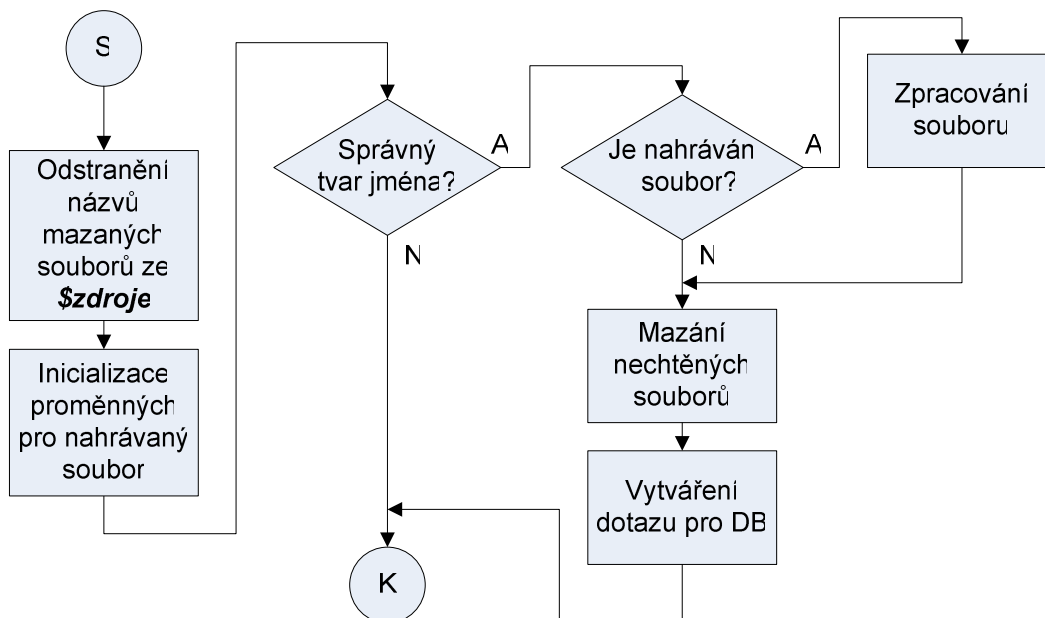 S
Odstranění
názvů
mazaných
souborů ze
$zdroje
Inicializace
proměnných
pro nahrávaný
soubor
Správný
tvar jména?
A
N
Je nahráván
soubor?
A
N
Zpracování
souboru
Mazání
nechtěných
souborů
Vytváření
dotazu pro DB
K